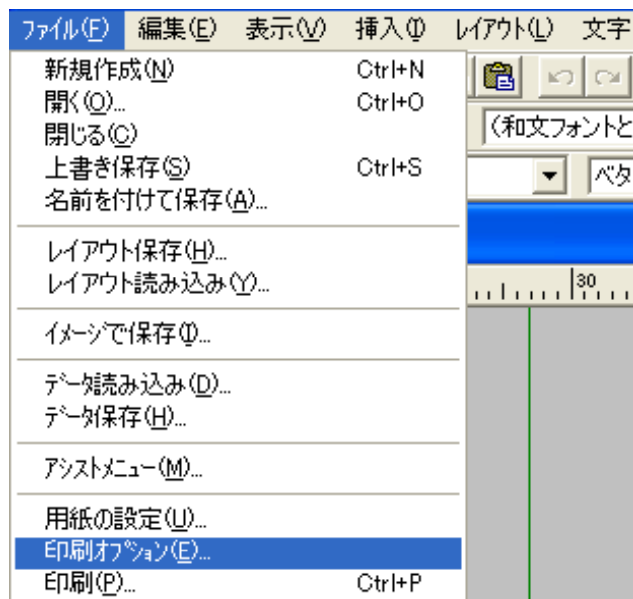 ﾌｧｲﾙ(F) 編集(E) 表示(V) 挿入(I) ﾚｲｱｳﾄ(L) 文字
新規作成(N) Ctrl+N
開く(O)...
Ctrl+O
閉じる(C)
上書き保存(S) Ctrl+S
名前を付けて保存(A)...
レイアウト保存(H)...
レイアウト読み込み(Y)...
ｲﾒｰｼﾞで保存(I)...
ﾃﾞｰﾀ読み込み(D)...
ﾃﾞｰﾀ保存(H)...
ｱｼｽﾄﾒﾆｭｰ(M)...
用紙の設定(U)...
印刷ｵﾌﾟｼｮﾝ(E)...
印刷(P)... Ctrl+P
(和文フォントと
ベタ
30